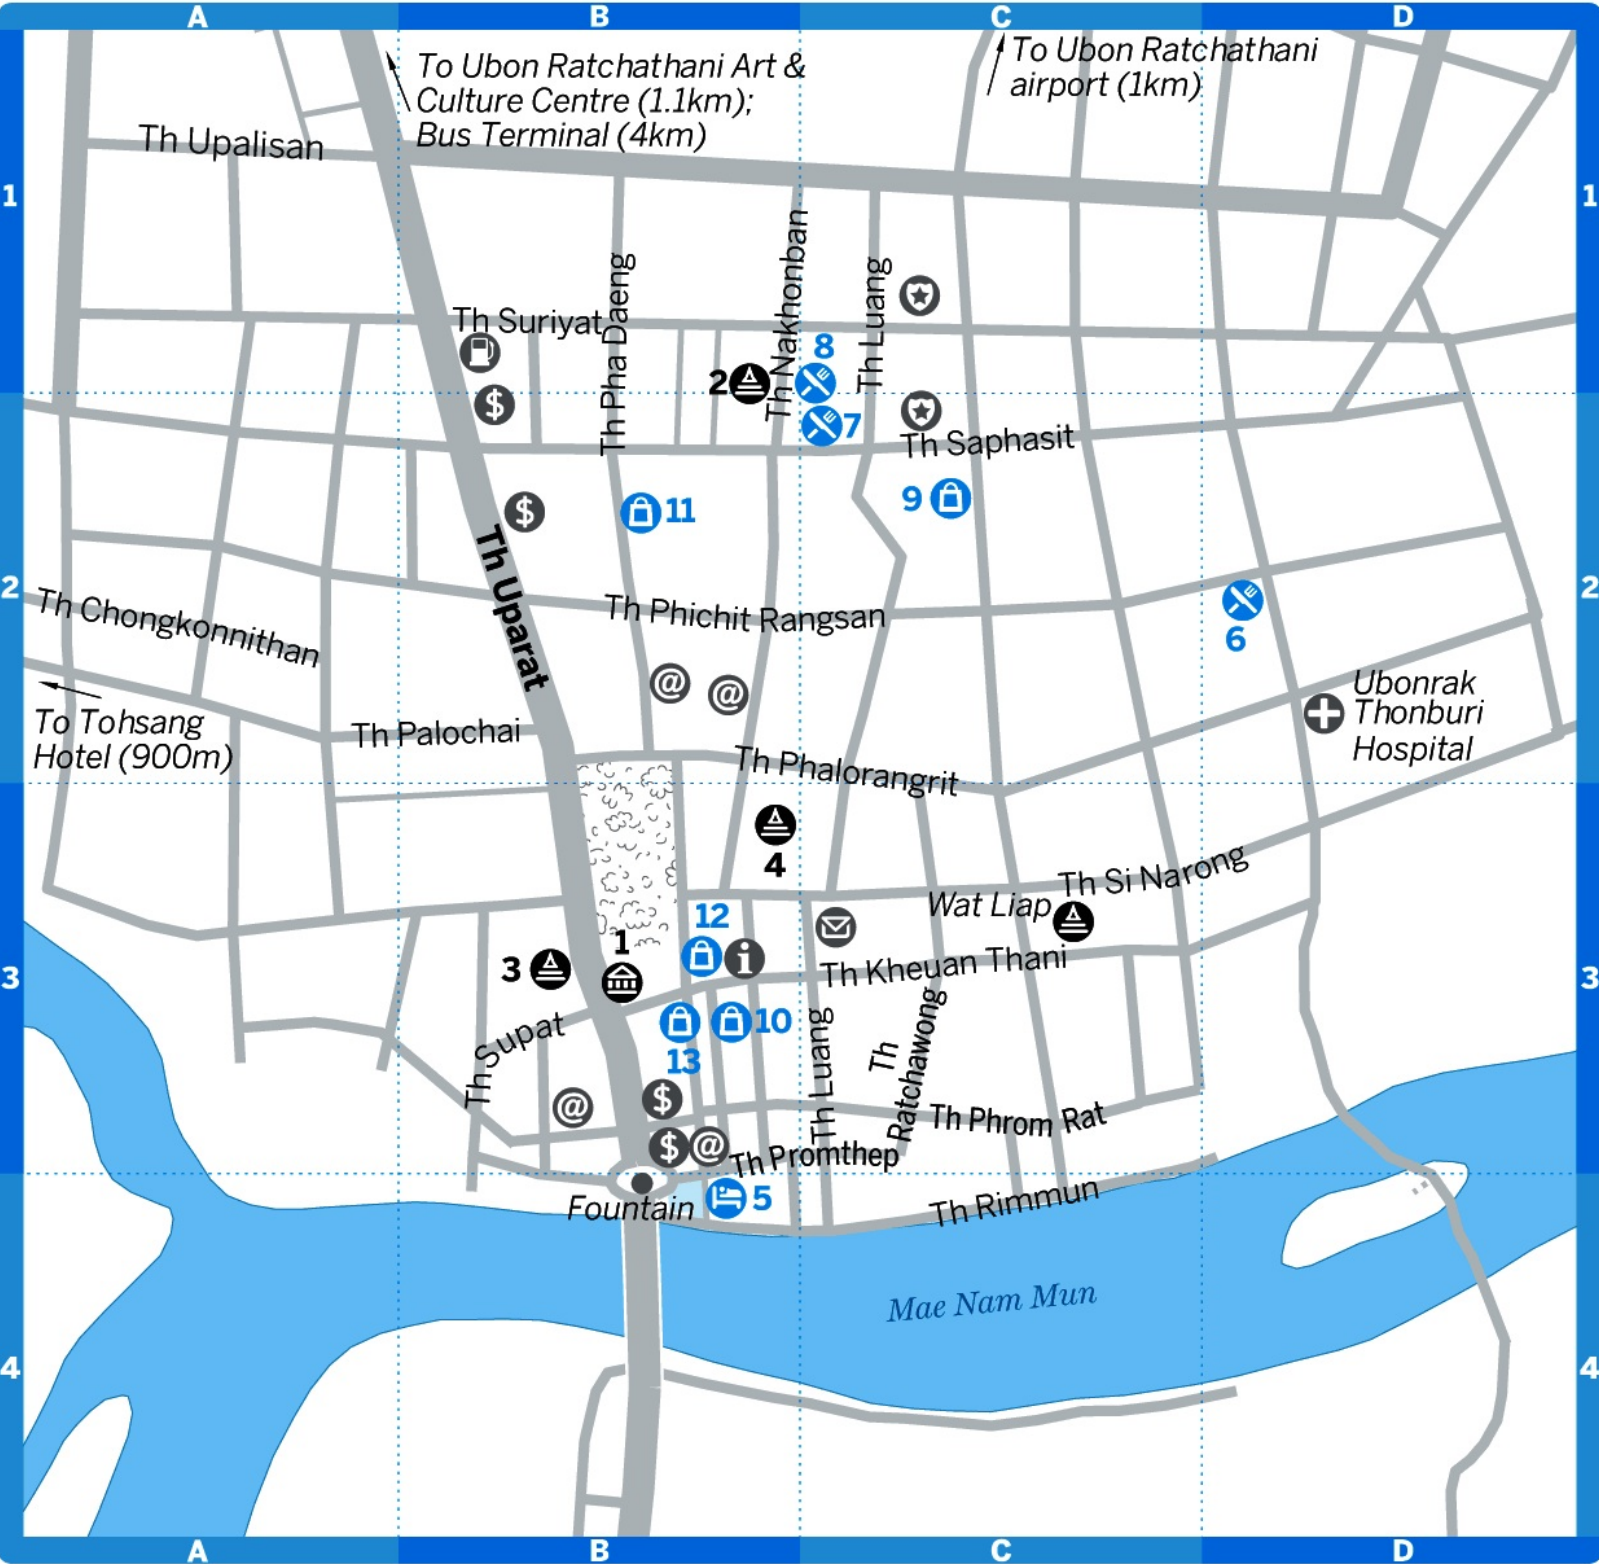 A B C D
To Ubon Ratchathani Art &
Culture Centre (1.1km);
Bus Terminal (4km)
To Ubon Ratchathani
airport (1km)
Th Upalisan
1 1
Th Suriyat
Th Pha Daeng
Th Nakhonban
Th Luang
8
2
7
Th Saphasit
$
9
11
$
2 2
Th Uparat
Th Chongkonnithan
Th Phichit Rangsan
6
@ @
To Tohsang
Hotel (900m)
Th Palochai
Ubonrak
Thonburi
Hospital
Th Phalorangrit
4
Th Si Narong
Wat Liap
12
i
1
3
Th Kheuan Thani
3 3
10
13
Th Supat
Th Luang
Th
Ratchawong
@
$
Th Phrom Rat
$ @
Th Promthep
Fountain
5
Th Rimmun
Mae Nam Mun
4 4
A B C D